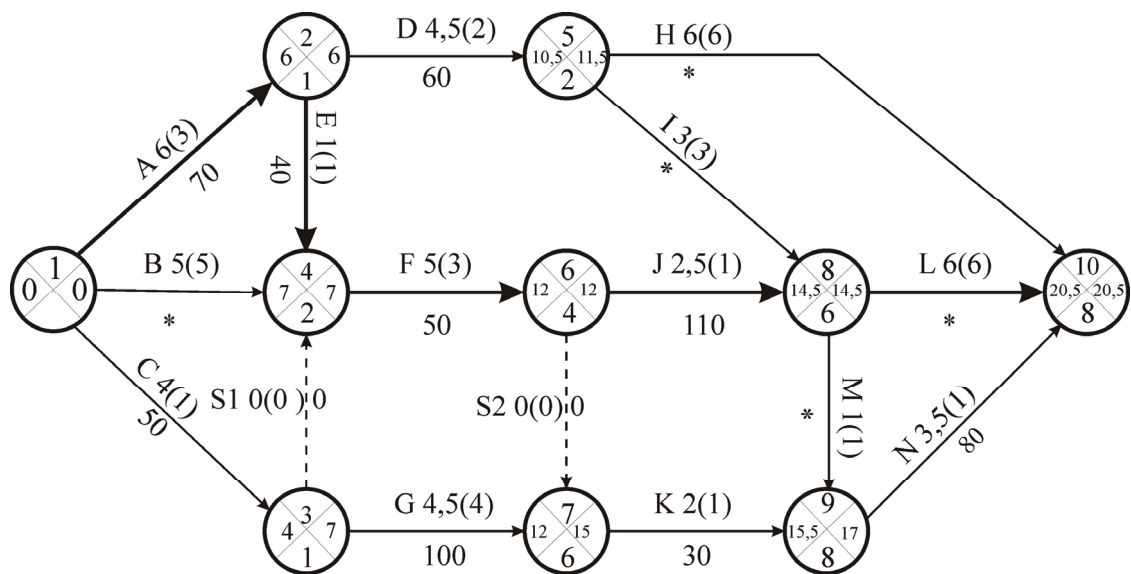 2
6 6
1
D 4,5(2)
60
5
10,5 11,5
2
H 6(6)
*
A 6(3)
70
E 1(1)
40
I 3(3)
*
1
0 0
B 5(5)
*
4
7 7
2
F 5(3)
50
6
12 12
4
J 2,5(1)
110
8
14,5 14,5
6
L 6(6)
*
10
20,5 20,5
8
C 4(1)
50
S1 0(0 ) 0
S2 0(0) 0
M 1(1)
*
N 3,5(1)
80
3
4 7
1
G 4,5(4)
100
7
12 15
6
K 2(1)
30
9
15,5 17
8